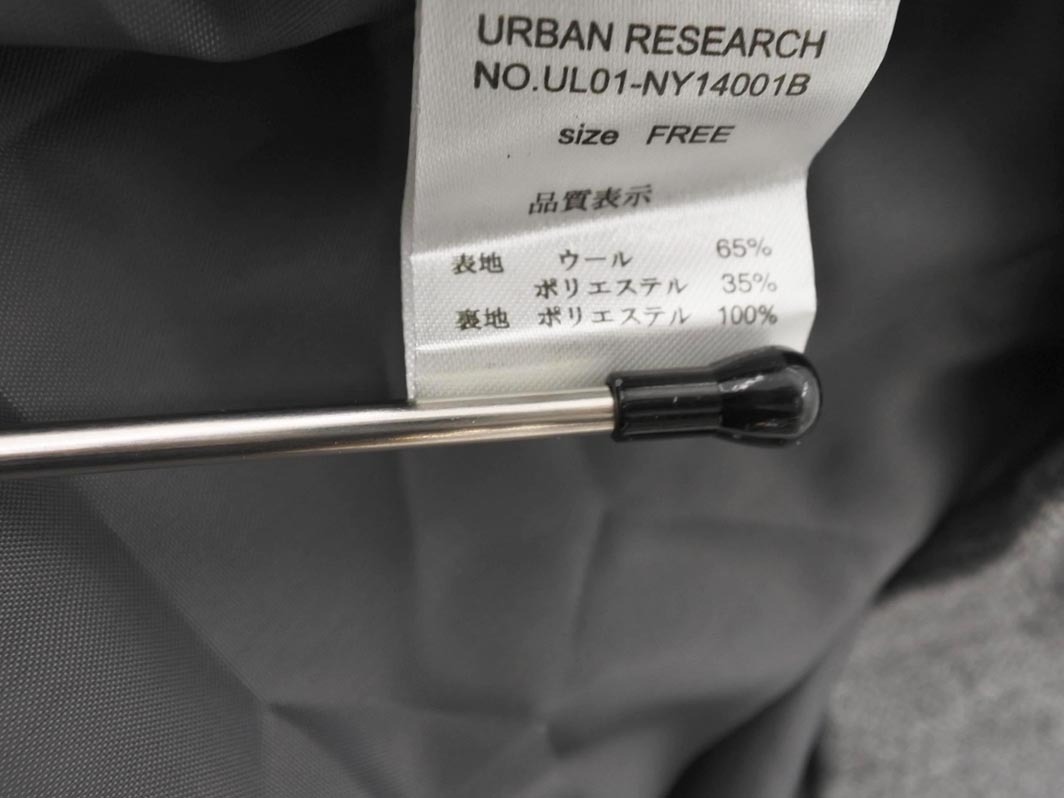 URBAN RESEARCH
NO.UL01-NY14001B
size FREE
品質表示
表地 ウール 65%
ポリエステル 35%
裏地 ポリエステル 100%